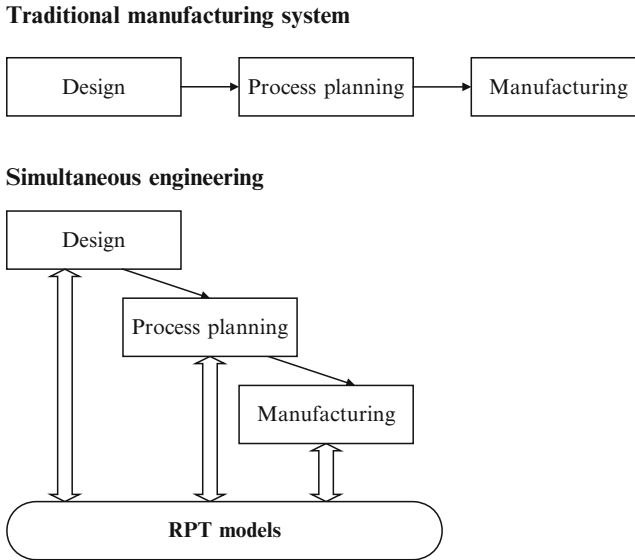 Traditional manufacturing system
Design
Process planning
Manufacturing
Simultaneous engineering
Design
Process planning
Manufacturing
RPT models